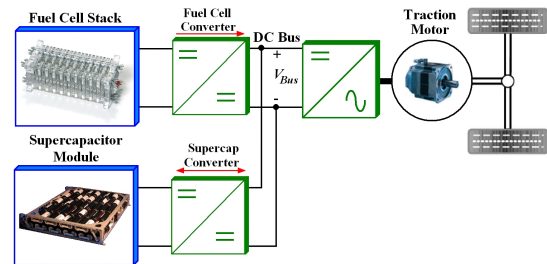 Fuel Cell Stack
Fuel Cell
Converter
DC Bus
+
V_Bus
-
Traction
Motor
Supercapacitor
Module
Supercap
Converter